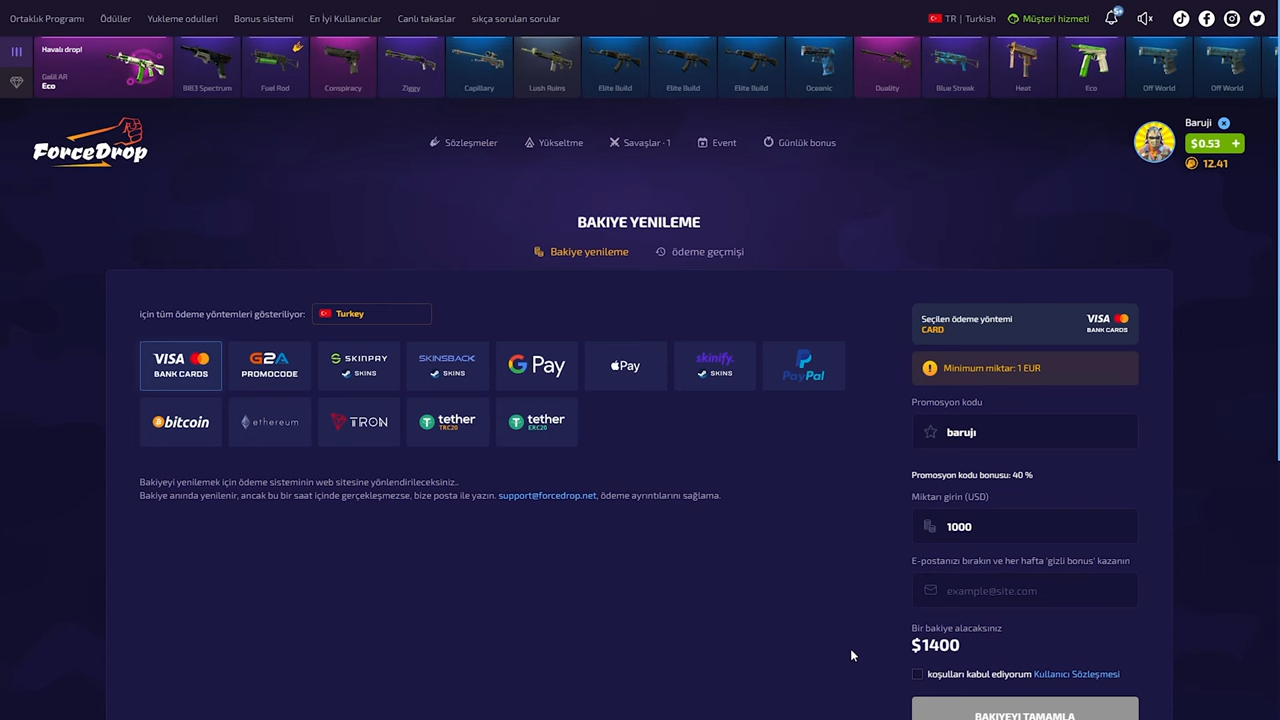 Ortaklık Programı Ödüller Yukleme odulleri Bonus sistemi En İyi Kullanıcılar Canlı takaslar sıkça sorulan sorular TR | Turkish Müşteri hizmeti 5+
Havalı drop!
Galil AR
Eco
B1B3 Spectrum Fuel Rod Conspiracy Ziggy Capillary Lush Ruins Elite Build Elite Build Elite Build Oceanic Duality Blue Streak Heat Eco Off World Off World
ForceDrop
Sözleşmeler Yükseltme Savaşlar · 1 Event Günlük bonus
Baruji
$0.53 +
12.41
BAKIYE YENILEME
Bakiye yenileme ödeme geçmişi
için tüm ödeme yöntemleri gösteriliyor: Turkey
VISA BANK CARDS
G2A PROMOCODE
SKINPAY SKINS
SKINSBACK SKINS
G Pay
Pay
skinify. SKINS
PayPal
bitcoin
ethereum
TRON
tether TRC20
tether ERC20
Bakiyeyi yenilemek için ödeme sisteminin web sitesine yönlendirileceksiniz..
Bakiye anında yenilenir, ancak bu bir saat içinde gerçekleşmezse, bize posta ile yazın. support@forcedrop.net, ödeme ayrıntılarını sağlama.
Seçilen ödeme yöntemi
CARD
VISA
BANK CARDS
Minimum miktar: 1 EUR
Promosyon kodu
barujı
Promosyon kodu bonusu: 40 %
Miktarı girin (USD)
1000
E-postanızı bırakın ve her hafta 'gizli bonus' kazanın
example@site.com
Bir bakiye alacaksınız
$1400
koşulları kabul ediyorum Kullanıcı Sözleşmesi
BAKIYEYI TAMAMLA